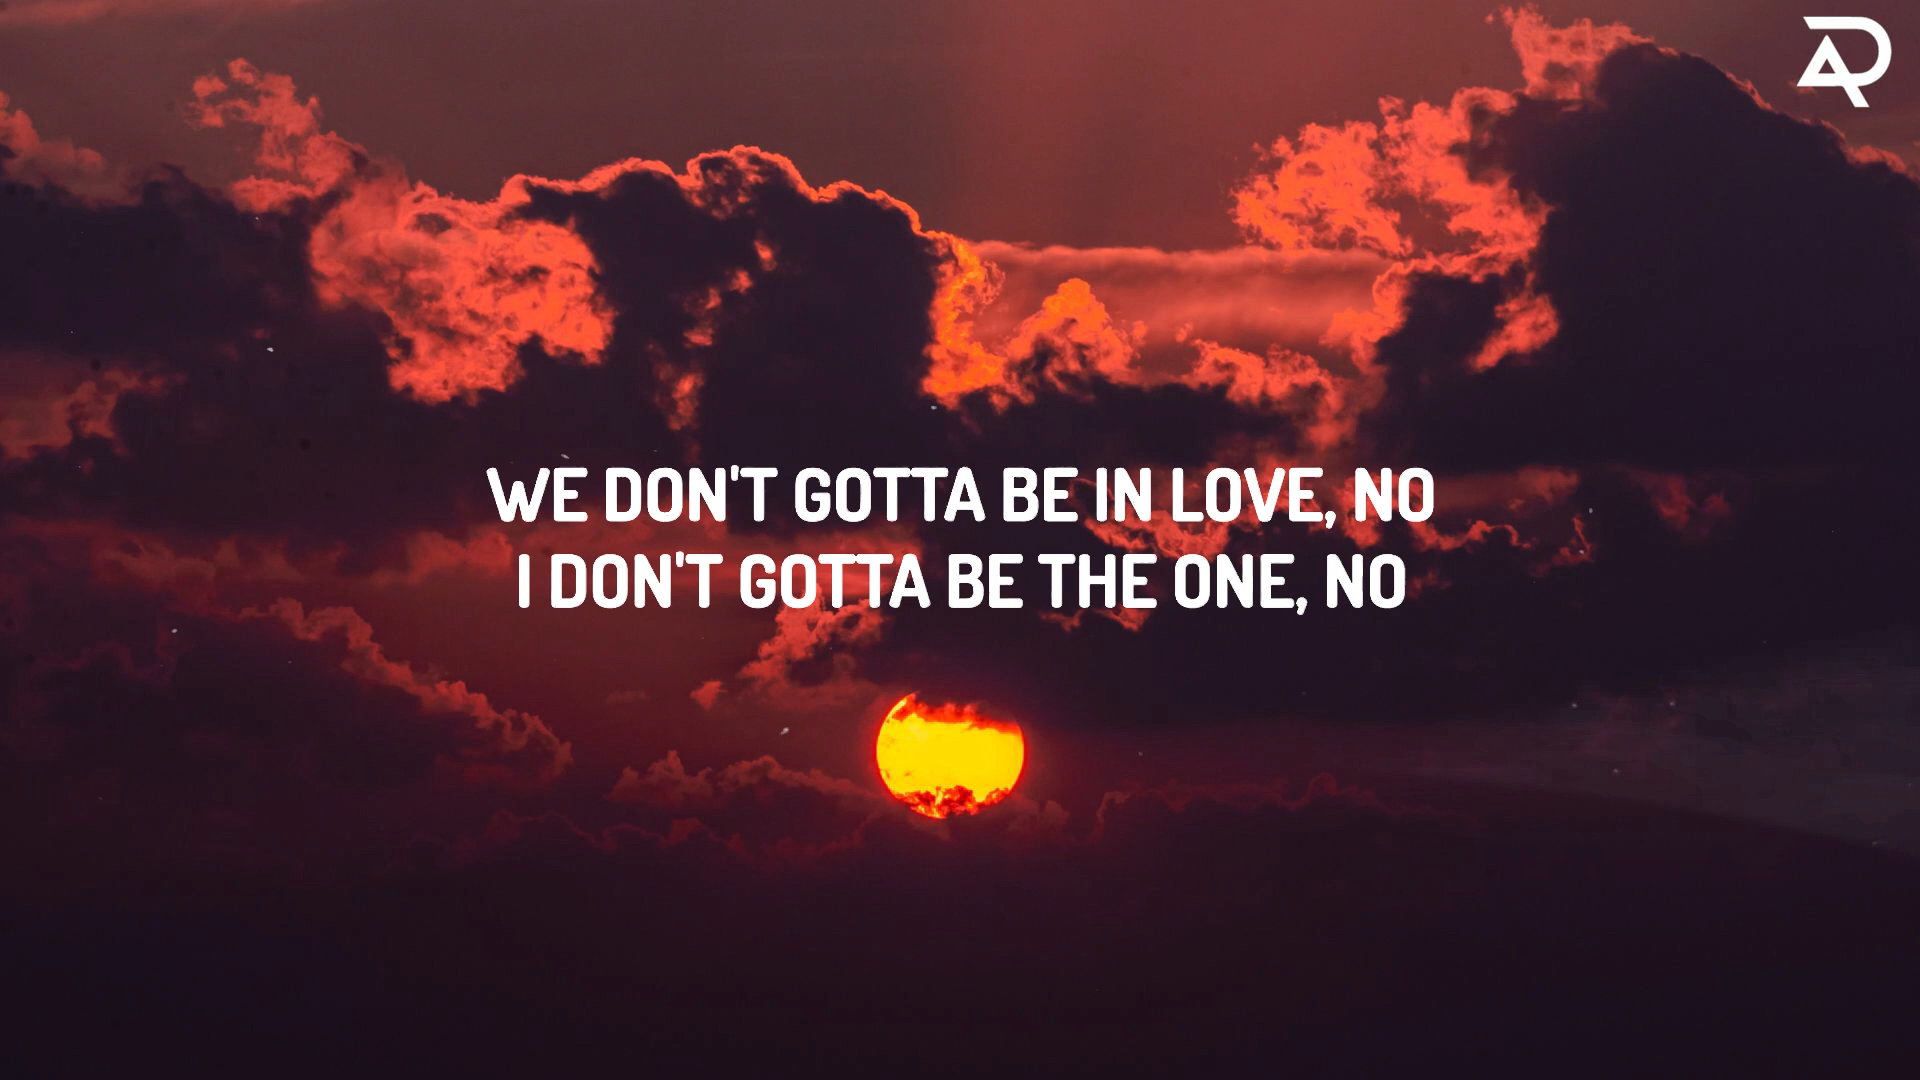 WE DON'T GOTTA BE IN LOVE, NO
I DON'T GOTTA BE THE ONE, NO